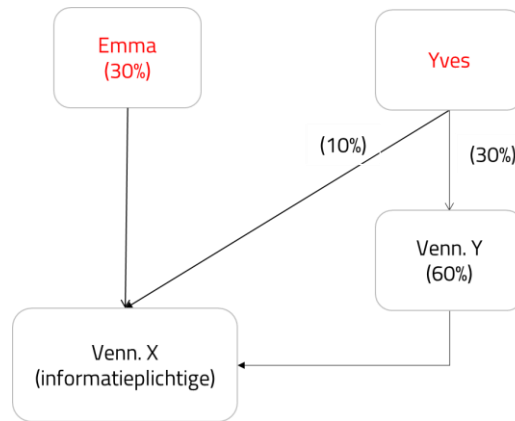 Emma
(30%)
Yves
(10%)
(30%)
Venn. Y
(60%)
Venn. X
(informatieplichtige)